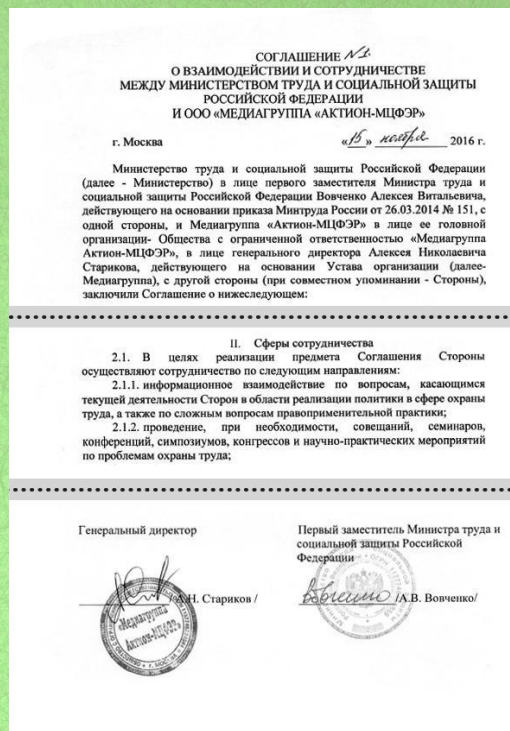 СОГЛАШЕНИЕ №1.
О ВЗАИМОДЕЙСТВИИ И СОТРУДНИЧЕСТВЕ
МЕЖДУ МИНИСТЕРСТВОМ ТРУДА И СОЦИАЛЬНОЙ ЗАЩИТЫ
РОССИЙСКОЙ ФЕДЕРАЦИИ
И ООО «МЕДИАГРУППА «АКТИОН-МЦФЭР»
г. Москва «15» ноября 2016 г.
Министерство труда и социальной защиты Российской Федерации
(далее - Министерство) в лице первого заместителя Министра труда и
социальной защиты Российской Федерации Вовченко Алексея Витальевича,
действующего на основании приказа Минтруда России от 26.03.2014 № 151, с
одной стороны, и Медиагруппа «Актион-МЦФЭР» в лице ее головной
организации- Общества с ограниченной ответственностью «Медиагруппа
Актион-МЦФЭР», в лице генерального директора Алексея Николаевича
Старикова, действующего на основании Устава организации (далее-
Медиагруппа), с другой стороны (при совместном упоминании - Стороны),
заключили Соглашение о нижеследующем:
II. Сферы сотрудничества
2.1. В целях реализации предмета Соглашения Стороны
осуществляют сотрудничество по следующим направлениям:
2.1.1. информационное взаимодействие по вопросам, касающимся
текущей деятельности Сторон в области реализации политики в сфере охраны
труда, а также по сложным вопросам правоприменительной практики;
2.1.2. проведение, при необходимости, совещаний, семинаров,
конференций, симпозиумов, конгрессов и научно-практических мероприятий
по проблемам охраны труда;
Генеральный директор
/А.Н. Стариков /
«Медиагруппа
Актион-МЦФЭР»
г. МОСКВА
Первый заместитель Министра труда и
социальной защиты Российской
Федерации
Вовченко /А.В. Вовченко/